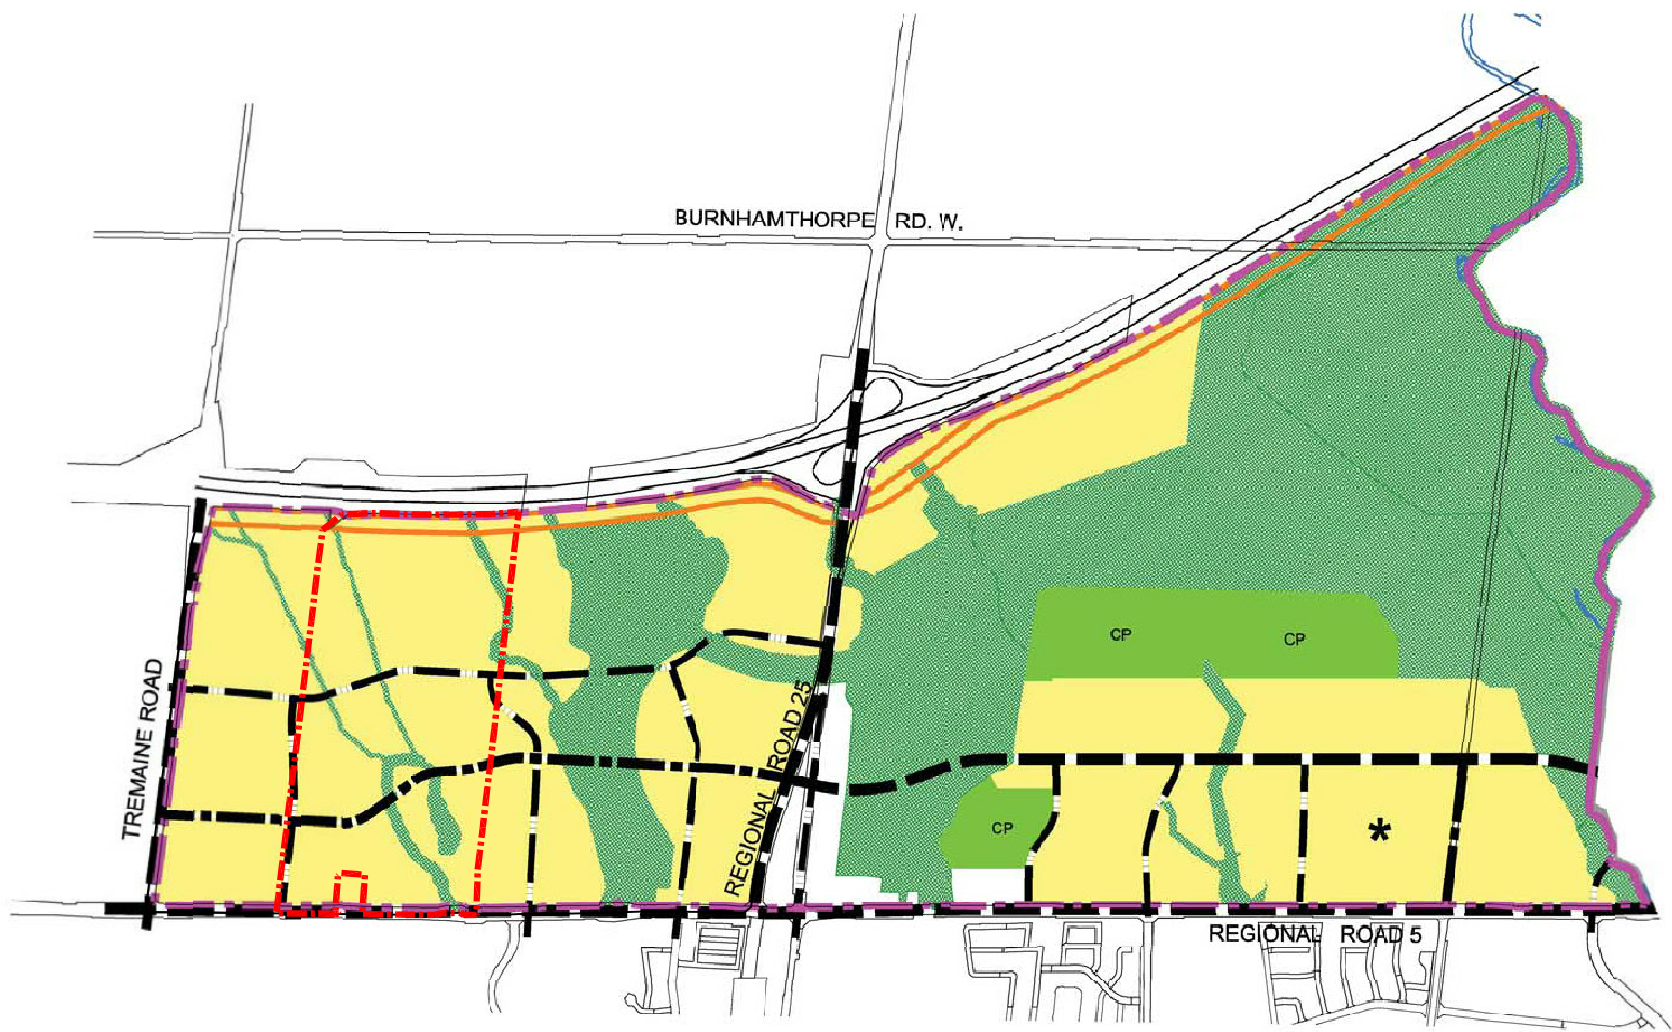 BURNHAMTHORPE RD. W.
CP
CP
TREMAINE ROAD
REGIONAL ROAD 25
CP
*
REGIONAL ROAD 5